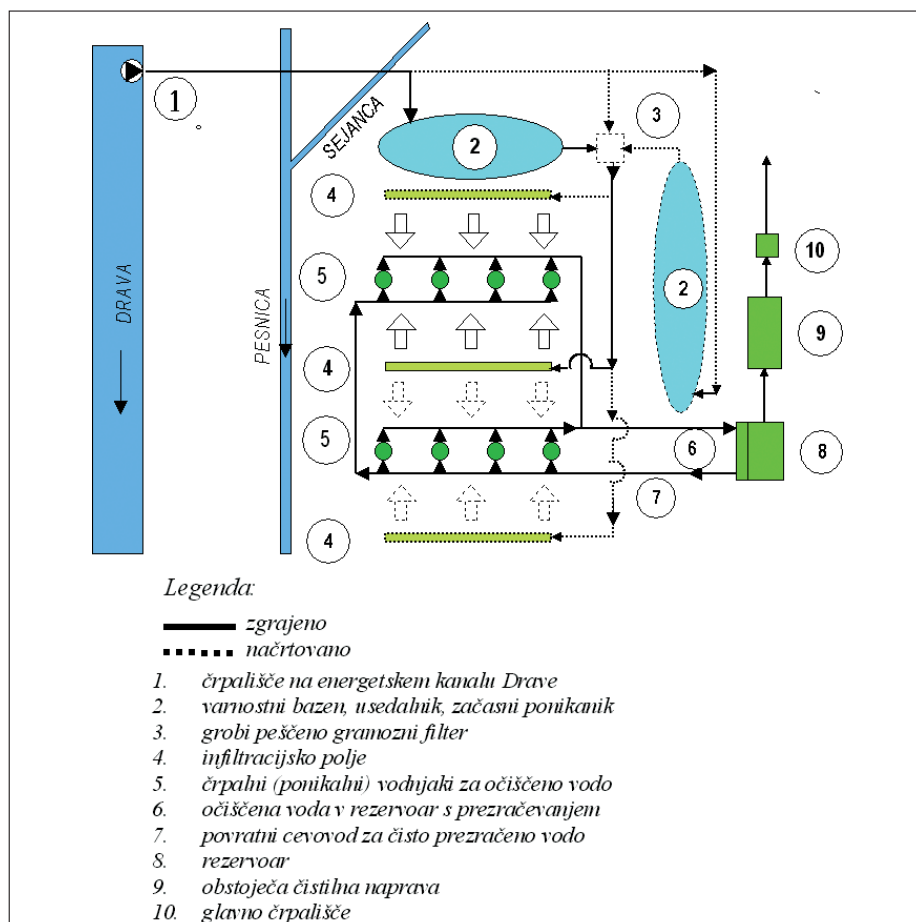 1
3
SEJANCA
2
4
10
5
DRAVA
PESNICA
2
9
4
5
6
8
7
4
Legenda:
zgrajeno
načrtovano
1. črpališče na energetskem kanalu Drave
2. varnostni bazen, usedalnik, začasni ponikanik
3. grobi peščeno gramozni filter
4. infiltracijsko polje
5. črpalni (ponikalni) vodnjaki za očiščeno vodo
6. očiščena voda v rezervoar s prezračevanjem
7. povratni cevovod za čisto prezračeno vodo
8. rezervoar
9. obstoječa čistilna naprava
10. glavno črpališče